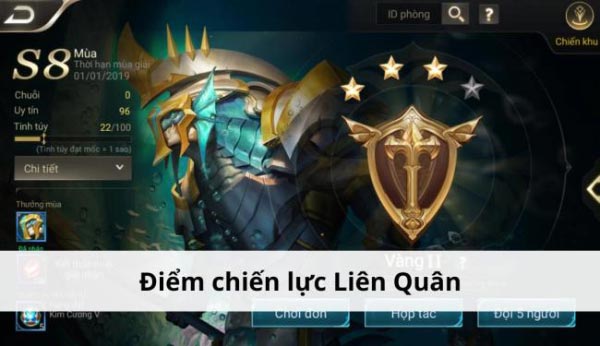 ID phòng
?
Chiến khu
S8 Mùa
Thời hạn mùa giải
01/01/2019
Chuỗi 0
Uy tín 96
Tinh túy 22/100
(Tinh túy đạt mốc = 1 sao)
Chi tiết
Thưởng mùa
Đã nhận
Vàng II ?
Điểm chiến lực Liên Quân
Kim Cương V
Chơi đơn
Hợp tác
Đội 5 người